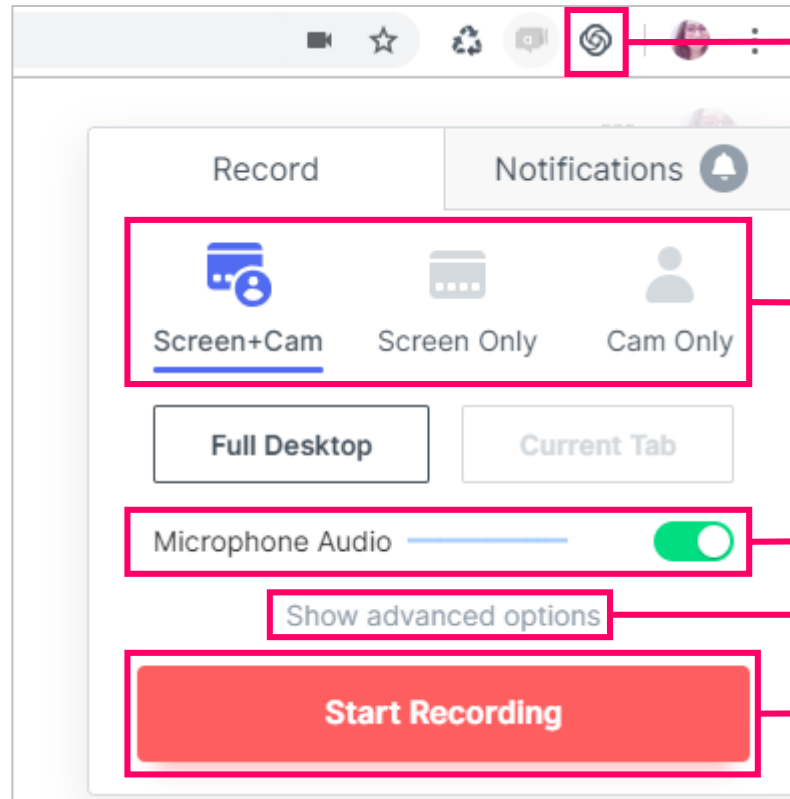 Record Notifications
Screen+Cam Screen Only Cam Only
Full Desktop Current Tab
Microphone Audio
Show advanced options
Start Recording